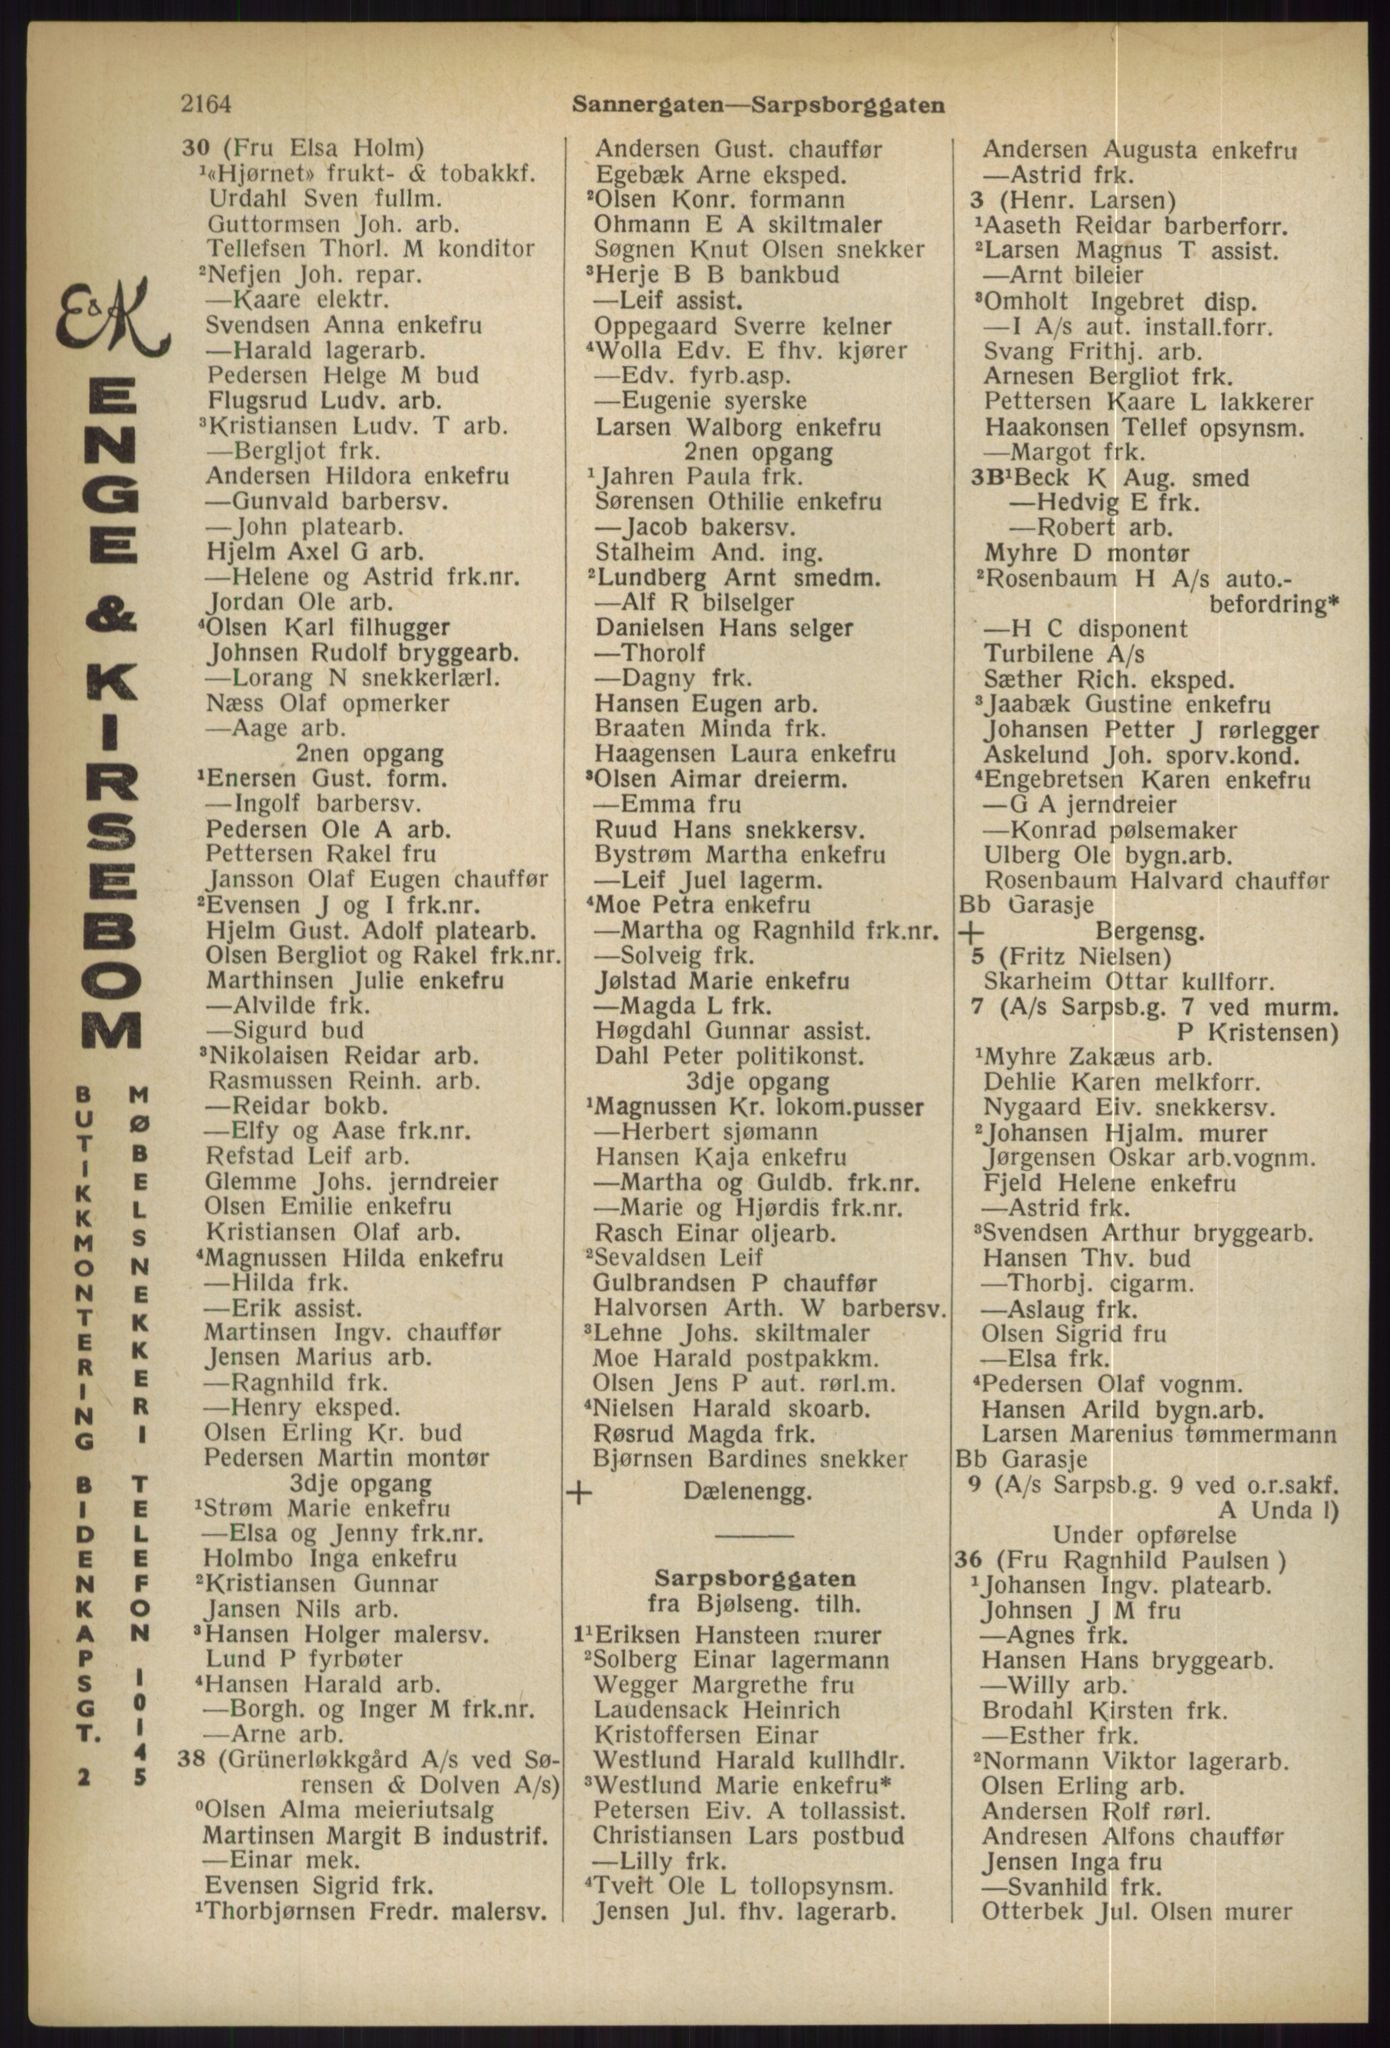 2164
Sannergaten—Sarpsborggaten
E&K
ENGE & KIRSEBOM
BUTIKKMONTERING BIDENKAPSGT. 2
MØBELSNEKKERI TELEFON 10145
30 (Fru Elsa Holm)
¹«Hjørnet» frukt- & tobakkf.
Urdahl Sven fullm.
Guttormsen Joh. arb.
Tellefsen Thorl. M konditor
²Nefjen Joh. repar.
—Kaare elektr.
Svendsen Anna enkefru
—Harald lagerarb.
Pedersen Helge M bud
Flugsrud Ludv. arb.
³Kristiansen Ludv. T arb.
—Bergljot frk.
Andersen Hildora enkefru
—Gunvald barbersv.
—John platearb.
Hjelm Axel G arb.
—Helene og Astrid frk.nr.
Jordan Ole arb.
⁴Olsen Karl filhugger
Johnsen Rudolf bryggearb.
—Lorang N snekkerlærl.
Næss Olaf opmerker
—Aage arb.
2nen opgang
¹Enersen Gust. form.
—Ingolf barbersv.
Pedersen Ole A arb.
Pettersen Rakel fru
Jansson Olaf Eugen chauffør
²Evensen J og I frk.nr.
Hjelm Gust. Adolf platearb.
Olsen Bergliot og Rakel frk.nr.
Marthinsen Julie enkefru
—Alvilde frk.
—Sigurd bud
³Nikolaisen Reidar arb.
Rasmussen Reinh. arb.
—Reidar bokb.
—Elfy og Aase frk.nr.
Refstad Leif arb.
Glemme Johs. jerndreier
Olsen Emilie enkefru
Kristiansen Olaf arb.
⁴Magnussen Hilda enkefru
—Hilda frk.
—Erik assist.
Martinsen Ingv. chauffør
Jensen Marius arb.
—Ragnhild frk.
—Henry eksped.
Olsen Erling Kr. bud
Pedersen Martin montør
3dje opgang
¹Strøm Marie enkefru
—Elsa og Jenny frk.nr.
Holmbo Inga enkefru
²Kristiansen Gunnar
Jansen Nils arb.
³Hansen Holger malersv.
Lund P fyrbøter
⁴Hansen Harald arb.
—Borgh. og Inger M frk.nr.
—Arne arb.
38 (Grünerløkkgård A/s ved Sø-
rensen & Dolven A/s)
⁰Olsen Alma meieriutsalg
Martinsen Margit B industrif.
—Einar mek.
Evensen Sigrid frk.
¹Thorbjørnsen Fredr. malersv.
Andersen Gust. chauffør
Egebæk Arne eksped.
²Olsen Konr. formann
Ohmann E A skiltmaler
Søgnen Knut Olsen snekker
³Herje B B bankbud
—Leif assist.
Oppegaard Sverre kelner
⁴Wolla Edv. E fhv. kjører
—Edv. fyrb.asp.
—Eugenie syerske
Larsen Walborg enkefru
2nen opgang
¹Jahren Paula frk.
Sørensen Othilie enkefru
—Jacob bakersv.
Stalheim And. ing.
²Lundberg Arnt smedm.
—Alf R bilselger
Danielsen Hans selger
—Thorolf
—Dagny frk.
Hansen Eugen arb.
Braaten Minda frk.
Haagensen Laura enkefru
³Olsen Aimar dreierm.
—Emma fru
Ruud Hans snekkersv.
Bystrøm Martha enkefru
—Leif Juel lagerm.
⁴Moe Petra enkefru
—Martha og Ragnhild frk.nr.
—Solveig frk.
Jølstad Marie enkefru
—Magda L frk.
Høgdahl Gunnar assist.
Dahl Peter politikonst.
3dje opgang
¹Magnussen Kr. lokom.pusser
—Herbert sjømann
Hansen Kaja enkefru
—Martha og Guldb. frk.nr.
—Marie og Hjørdis frk.nr.
Rasch Einar oljearb.
²Sevaldsen Leif
Gulbrandsen P chauffør
Halvorsen Arth. W barbersv.
³Lehne Johs. skiltmaler
Moe Harald postpakkm.
Olsen Jens P aut. rørl.m.
⁴Nielsen Harald skoarb.
Røsrud Magda frk.
Bjørnsen Bardines snekker
+ Dælenengg.
Sarpsborggaten
fra Bjølseng. tilh.
1¹Eriksen Hansteen murer
²Solberg Einar lagermann
Wegger Margrethe fru
Laudensack Heinrich
Kristoffersen Einar
Westlund Harald kullhdlr.
³Westlund Marie enkefru*
Petersen Eiv. A tollassist.
Christiansen Lars postbud
—Lilly frk.
⁴Tveit Ole L tollopsynsm.
Jensen Jul. fhv. lagerarb.
Andersen Augusta enkefru
—Astrid frk.
3 (Henr. Larsen)
¹Aaseth Reidar barberforr.
²Larsen Magnus T assist.
—Arnt bileier
³Omholt Ingebret disp.
—I A/s aut. install.forr.
Svang Frithj. arb.
Arnesen Bergliot frk.
Pettersen Kaare L lakkerer
Haakonsen Tellef opsynsm.
—Margot frk.
3B¹Beck K Aug. smed
—Hedvig E frk.
—Robert arb.
Myhre D montør
²Rosenbaum H A/s auto.-
befordring*
—H C disponent
Turbilene A/s
Sæther Rich. eksped.
³Jaabæk Gustine enkefru
Johansen Petter J rørlegger
Askelund Joh. sporv.kond.
⁴Engebretsen Karen enkefru
—G A jerndreier
—Konrad pølsemaker
Ulberg Ole bygn.arb.
Rosenbaum Halvard chauffør
Bb Garasje
+ Bergensg.
5 (Fritz Nielsen)
Skarheim Ottar kullforr.
7 (A/s Sarpsb.g. 7 ved murm.
P Kristensen)
¹Myhre Zakæus arb.
Dehlie Karen melkforr.
Nygaard Eiv. snekkersv.
²Johansen Hjalm. murer
Jørgensen Oskar arb.vognm.
Fjeld Helene enkefru
—Astrid frk.
³Svendsen Arthur bryggearb.
Hansen Thv. bud
—Thorbj. cigarm.
—Aslaug frk.
Olsen Sigrid fru
—Elsa frk.
⁴Pedersen Olaf vognm.
Hansen Arild bygn.arb.
Larsen Marenius tømmermann
Bb Garasje
9 (A/s Sarpsb.g. 9 ved o.r.sakf.
A Unda l)
Under opførelse
36 (Fru Ragnhild Paulsen )
¹Johansen Ingv. platearb.
Johnsen J M fru
—Agnes frk.
Hansen Hans bryggearb.
—Willy arb.
Brodahl Kirsten frk.
—Esther frk.
²Normann Viktor lagerarb.
Olsen Erling arb.
Andersen Rolf rørl.
Andresen Alfons chauffør
Jensen Inga fru
—Svanhild frk.
Otterbek Jul. Olsen murer